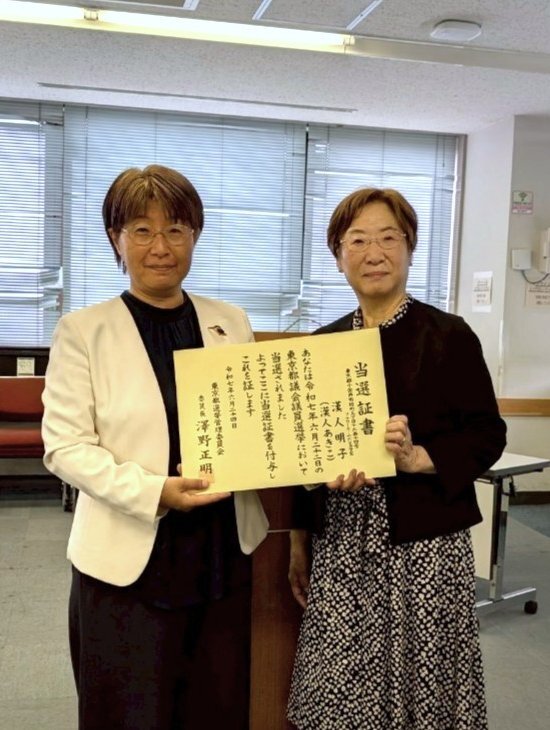 当選証書
漢人明子
（漢人あきこ）
あなたは令和七年六月二十二日の
東京都議会議員選挙において
当選されました
よってここに当選証書を付与し
これを証します
令和七年六月二十四日
東京都選挙管理委員会
委員長 澤野正明